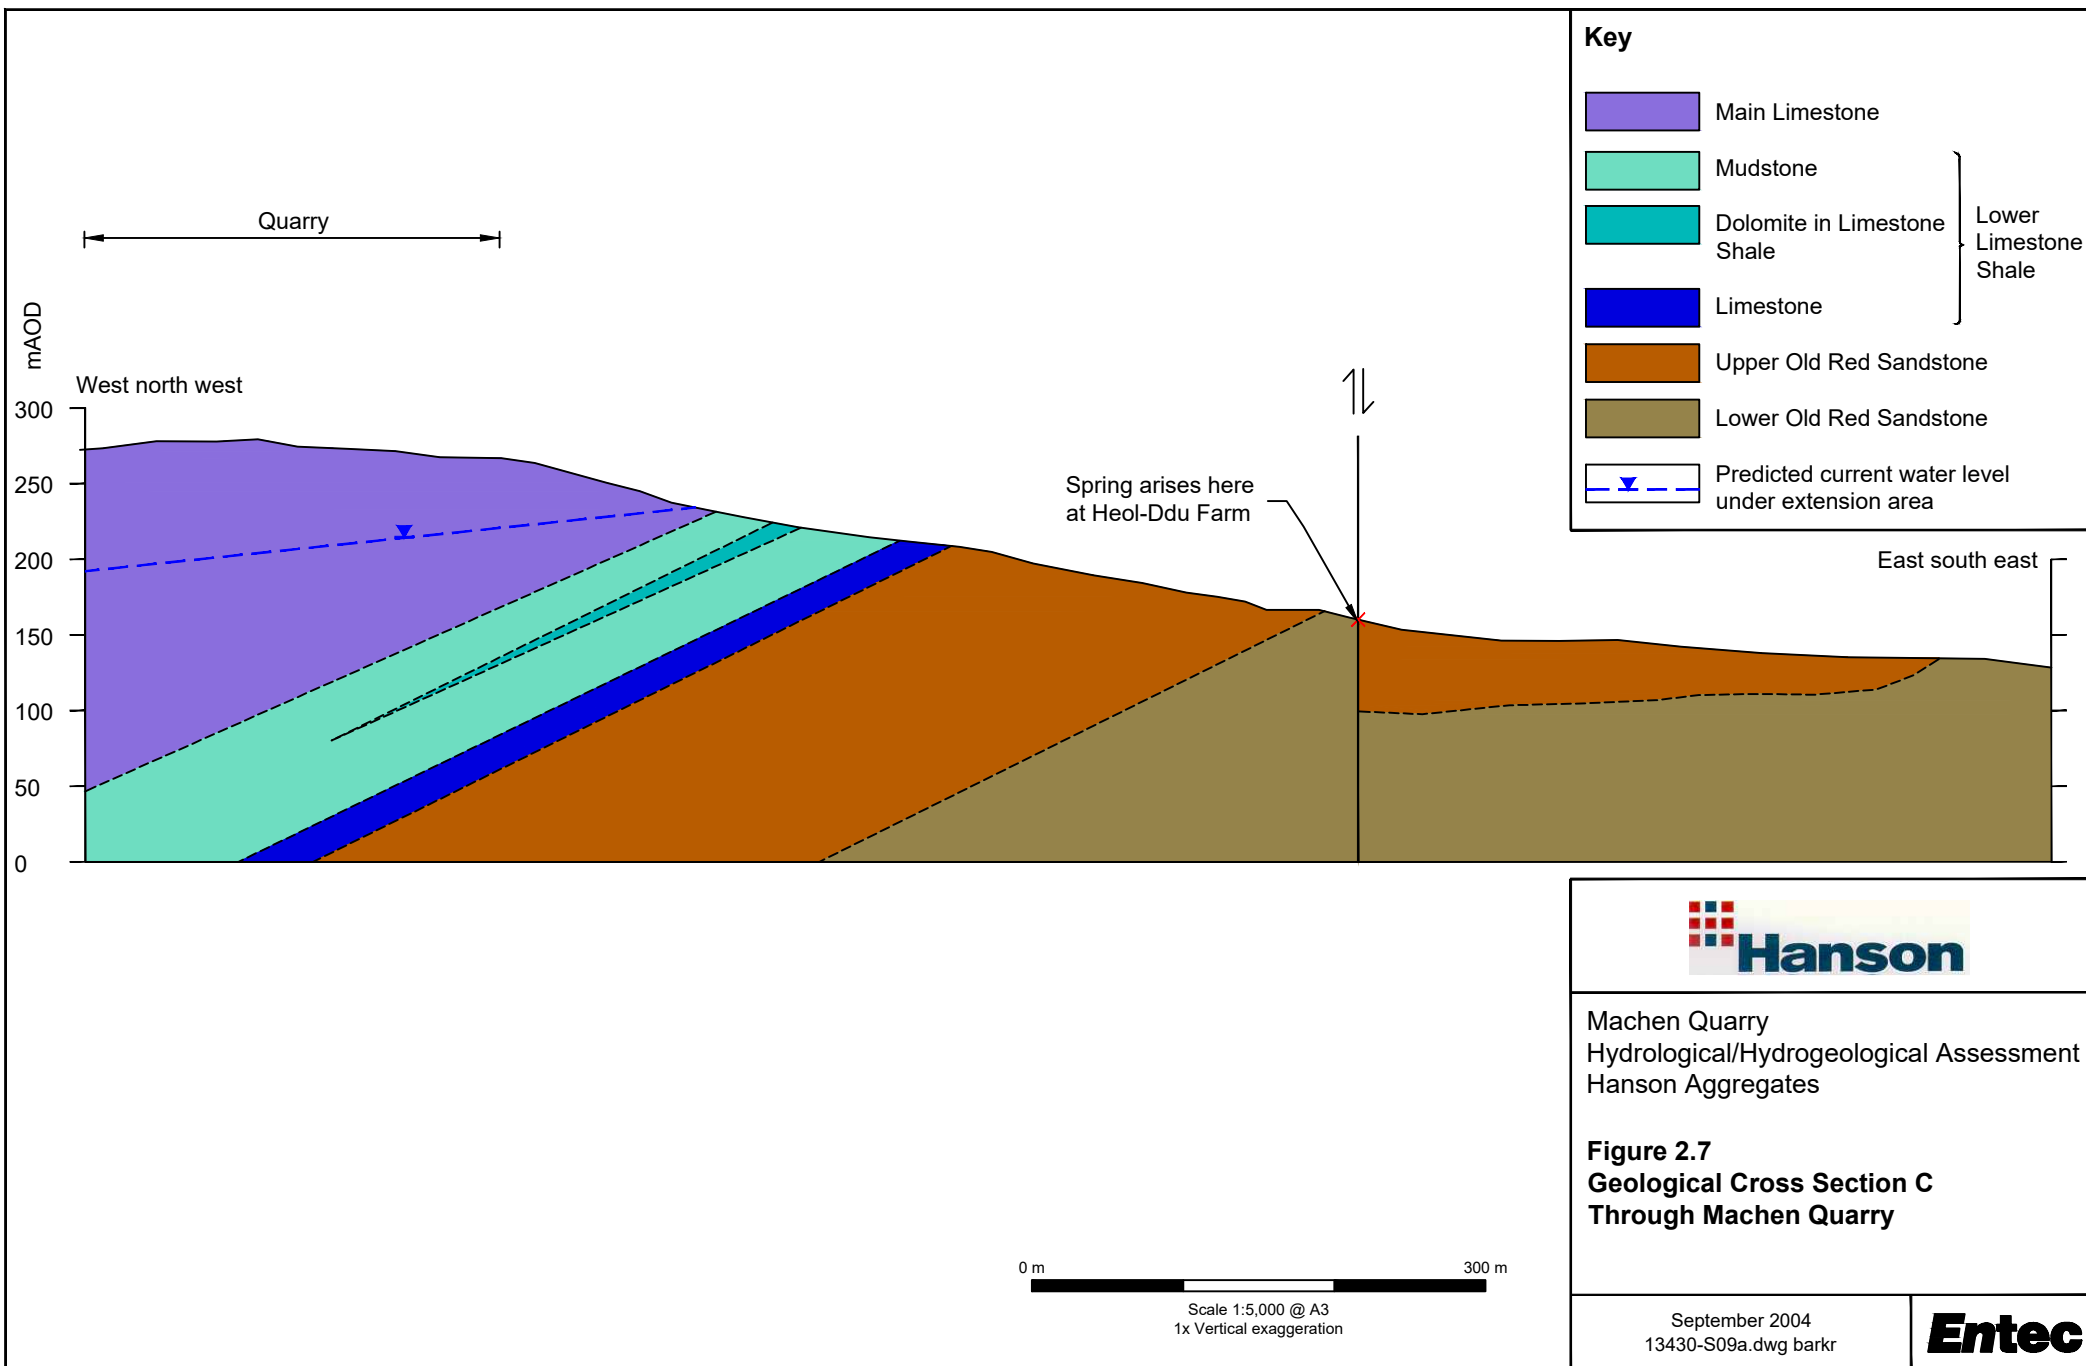 Key
Main Limestone
Mudstone
Dolomite in Limestone
Shale
Limestone
Lower
Limestone
Shale
Upper Old Red Sandstone
Lower Old Red Sandstone
Predicted current water level
under extension area
Quarry
mAOD
West north west
300
250
200
150
100
50
0
Spring arises here
at Heol-Ddu Farm
East south east
Hanson
Machen Quarry
Hydrological/Hydrogeological Assessment
Hanson Aggregates
Figure 2.7
Geological Cross Section C
Through Machen Quarry
0 m
300 m
Scale 1:5,000 @ A3
1x Vertical exaggeration
September 2004
13430-S09a.dwg barkr
Entec